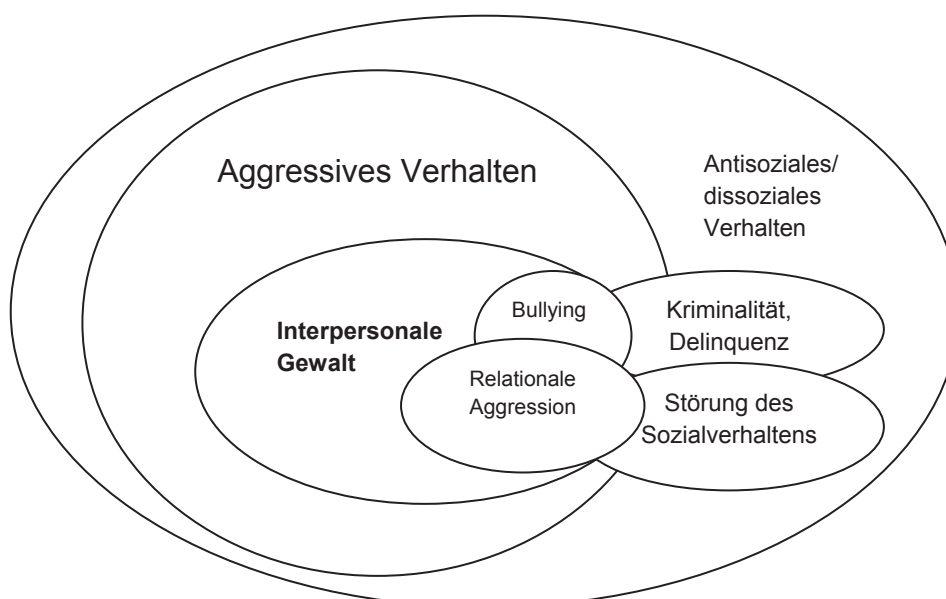 Aggressives Verhalten
Antisoziales/
dissoziales
Verhalten
Interpersonale
Gewalt
Bullying
Kriminalität,
Delinquenz
Relationale
Aggression
Störung des
Sozialverhaltens